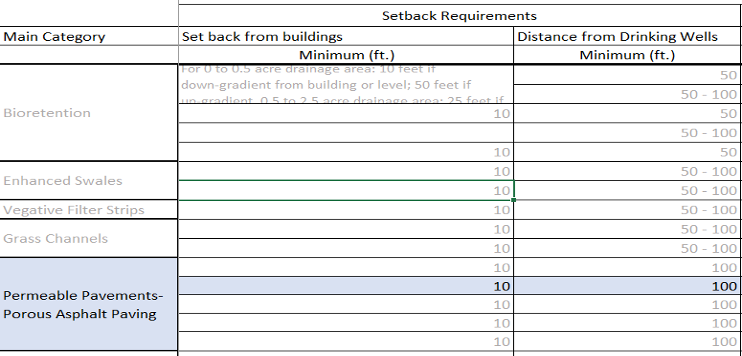 Setback Requirements
Main Category Set back from buildings Distance from Drinking Wells
Minimum (ft.) Minimum (ft.)
For 0 to 0.5 acre drainage area: 10 feet if
down-gradient from building or level; 50 feet if
un-gradient. 0.5 to 2.5 acre drainage area: 25 feet if
50
50 - 100
Bioretention
10 50
50 - 100
10 50
Enhanced Swales
10 50 - 100
10 50 - 100
Vegative Filter Strips 10 50 - 100
Grass Channels
10 50 - 100
10 50 - 100
Permeable Pavements-
Porous Asphalt Paving
10 100
10 100
10 100
10 100
10 100